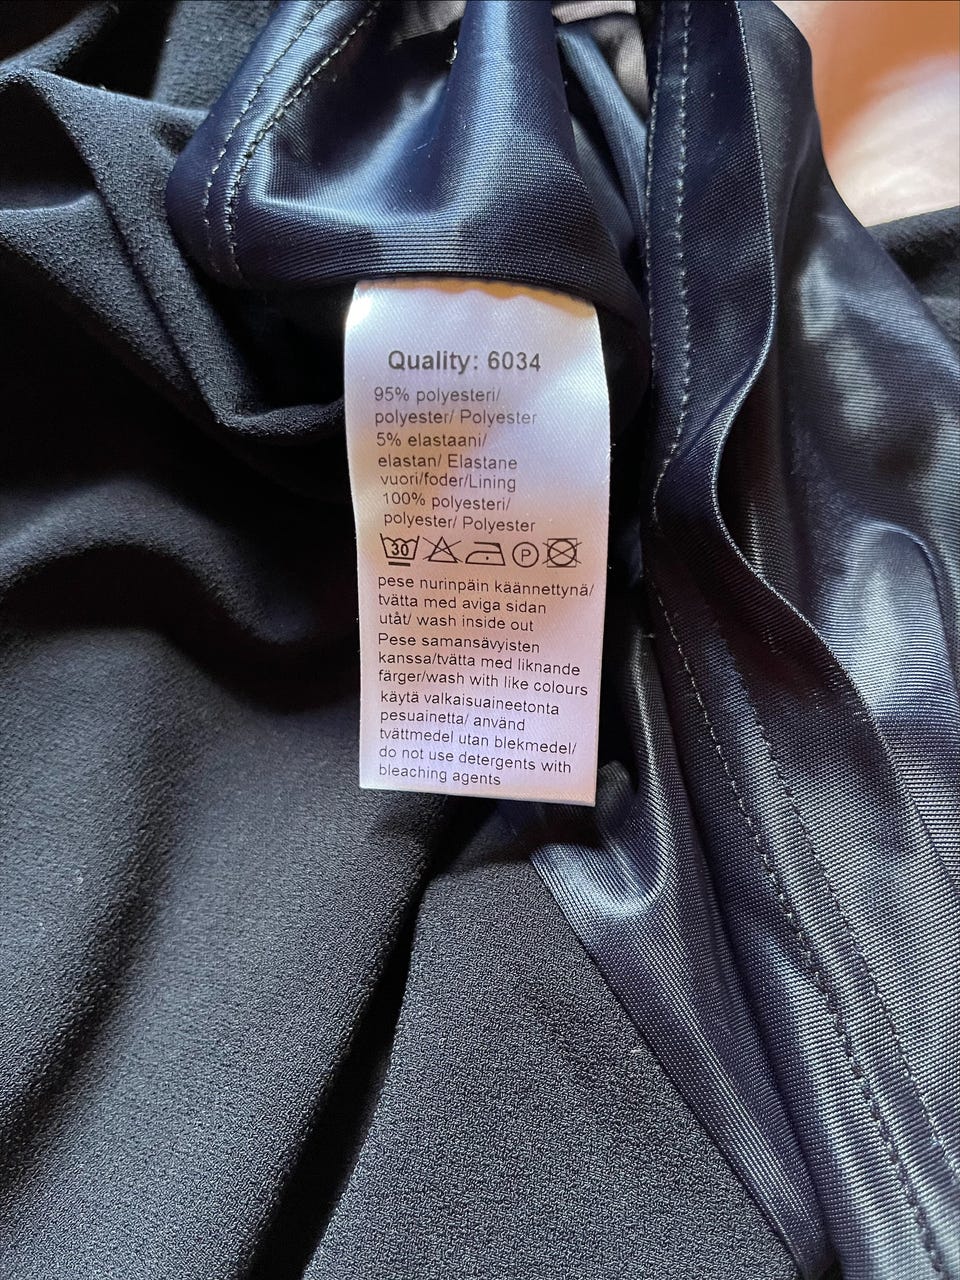 Quality: 6034
95% polyesteri/
polyester/ Polyester
5% elastaani/
elastan/ Elastane
vuori/foder/Lining
100% polyesteri/
polyester/ Polyester
30 P
pese nurinpäin käännettynä/
tvätta med aviga sidan
utåt/ wash inside out
Pese samansävyisten
kanssa/tvätta med liknande
färger/wash with like colours
käytä valkaisuaineetonta
pesuainetta/ använd
tvättmedel utan blekmedel/
do not use detergents with
bleaching agents